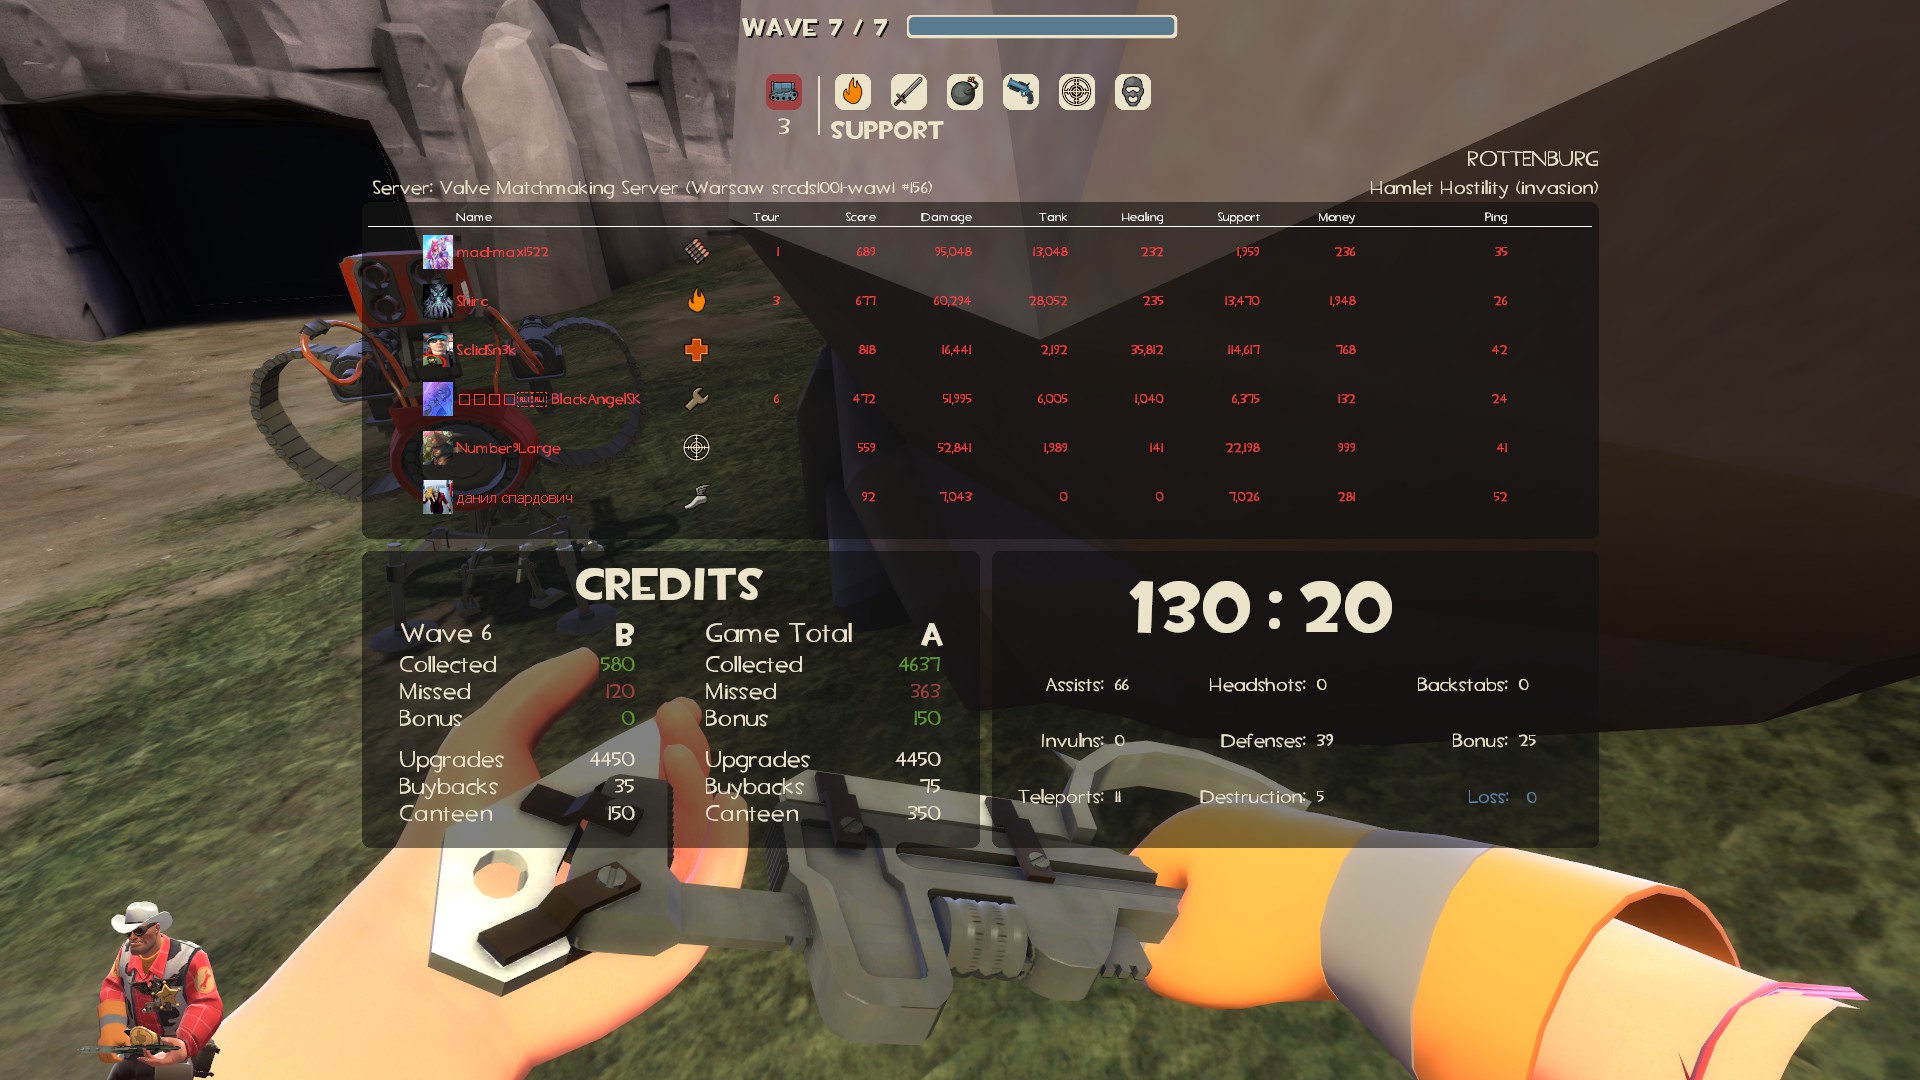 WAVE 7 / 7
3
SUPPORT
ROTTENBURG
Server: Valve Matchmaking Server (Warsaw srcds1001-waw1 #156)
Hamlet Hostility (invasion)
Name Tour Score Damage Tank Healing Support Money Ping
mad-max1522 1 689 95,048 13,048 232 1,959 236 35
Shirc 3 677 60,294 28,052 235 13,470 1,948 26
SolidSn3k 818 16,441 2,192 35,812 114,617 768 42
BlackAngelSK 6 472 51,995 6,005 1,040 6,375 132 24
Number9Large 559 52,841 1,989 141 22,198 999 41
данил спардович 92 7,043 0 0 7,026 281 52
CREDITS
Wave 6 B
Collected 580
Missed 120
Bonus 0
Upgrades 4450
Buybacks 35
Canteen 150
Game Total A
Collected 4637
Missed 363
Bonus 150
Upgrades 4450
Buybacks 75
Canteen 350
130 : 20
Assists: 66 Headshots: 0 Backstabs: 0
Invulns: 0 Defenses: 39 Bonus: 25
Teleports: 11 Destruction: 5 Loss: 0